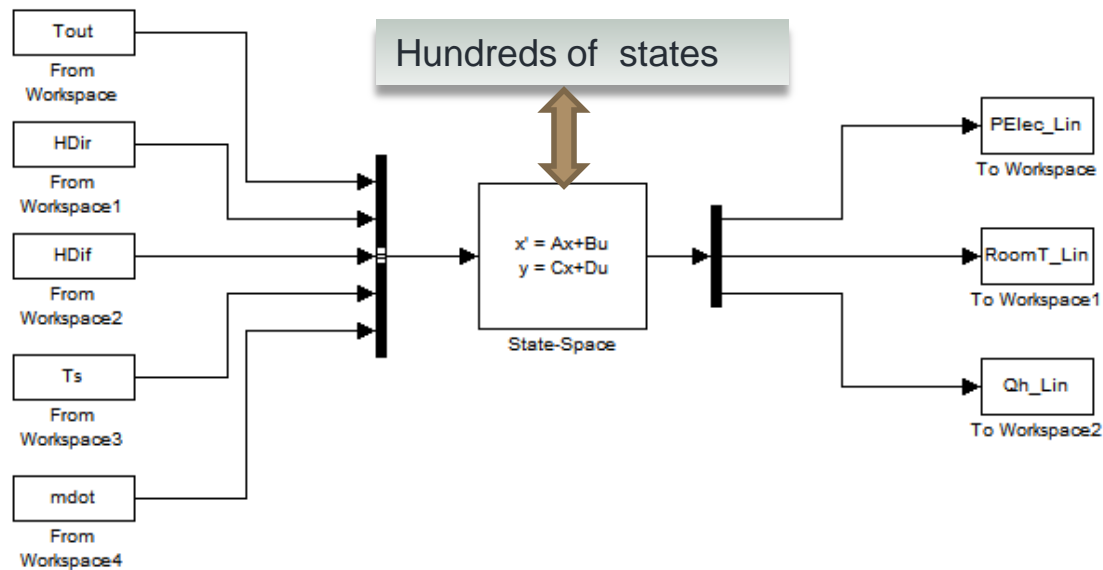 Tout
From
Workspace
HDir
From
Workspace1
HDif
From
Workspace2
Ts
From
Workspace3
mdot
From
Workspace4
Hundreds of  states
x' = Ax+Bu
y = Cx+Du
State-Space
PElec_Lin
To Workspace
RoomT_Lin
To Workspace1
Qh_Lin
To Workspace2